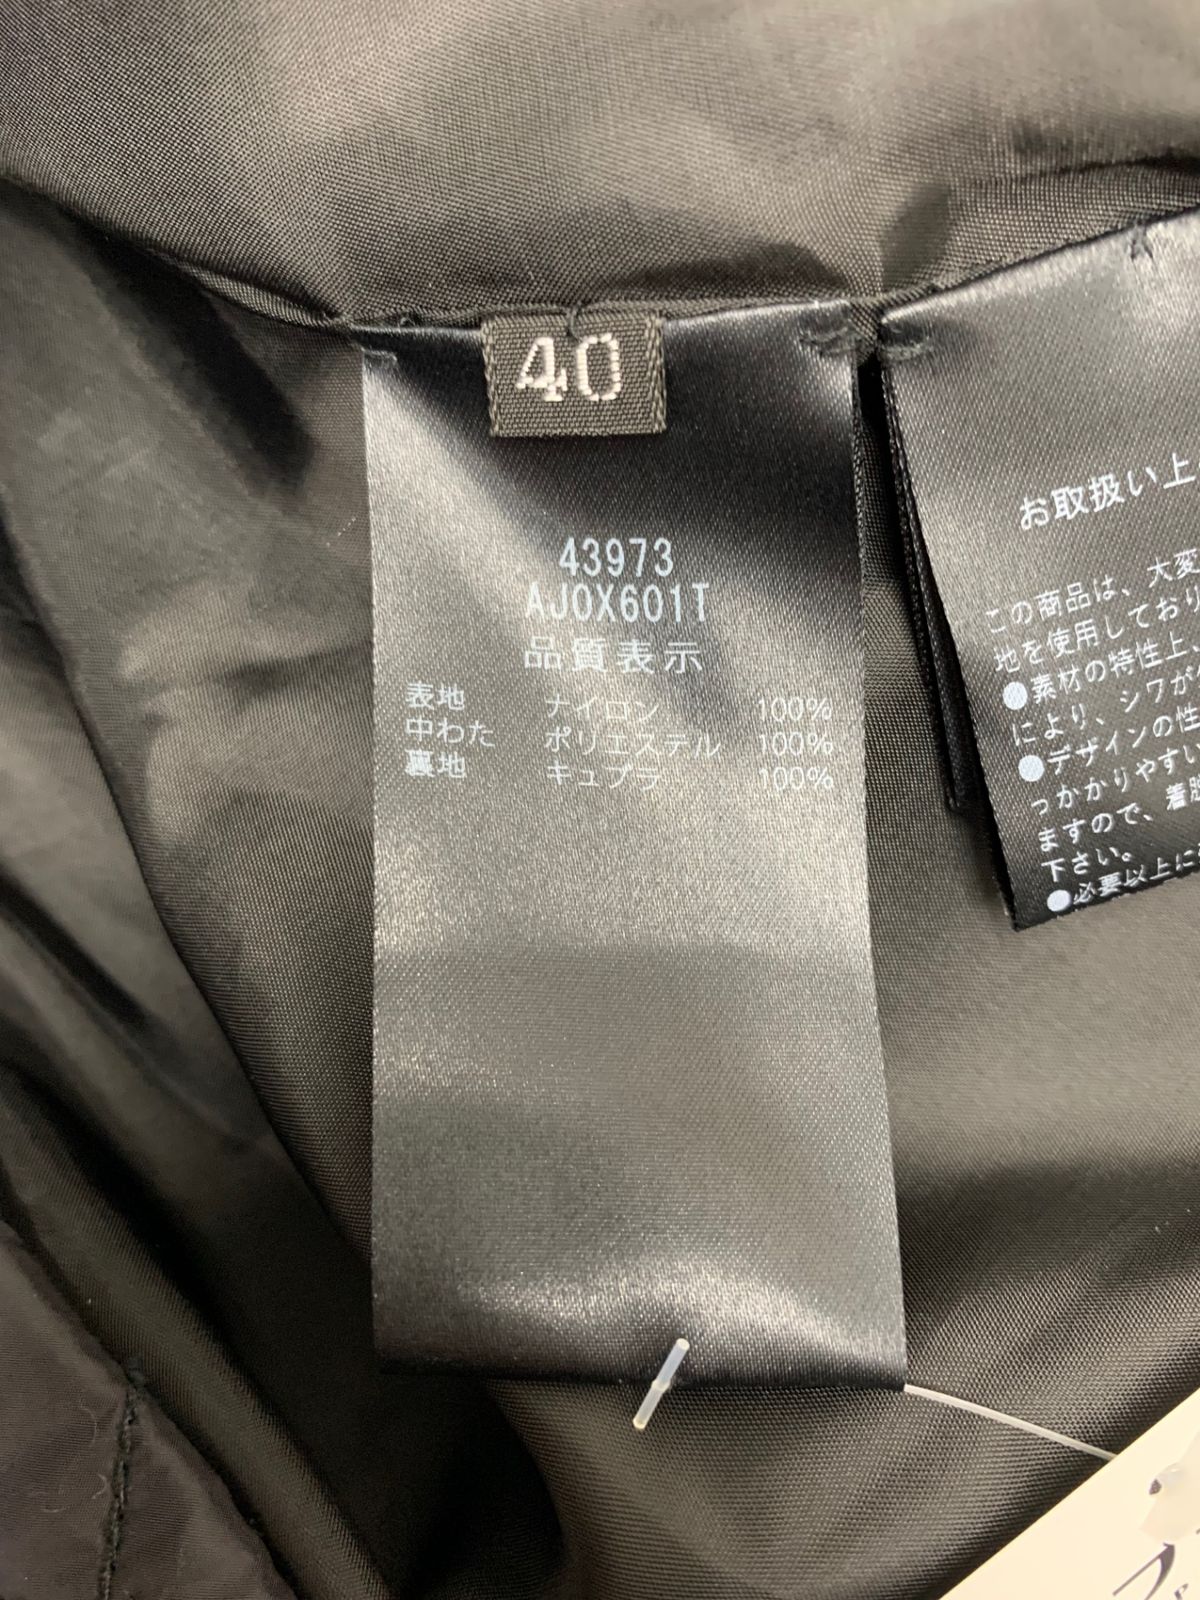 40
43973
AJ0X601T
品質表示
表地 ナイロン 100%
中わた ポリエステル 100%
裏地 キュプラ 100%
お取扱い上
この商品は、大変
地を使用しており
●素材の特性上、
により、シワが
●デザインの性
っかかりやすい
ますので、着脱
下さい。
●必要以上に